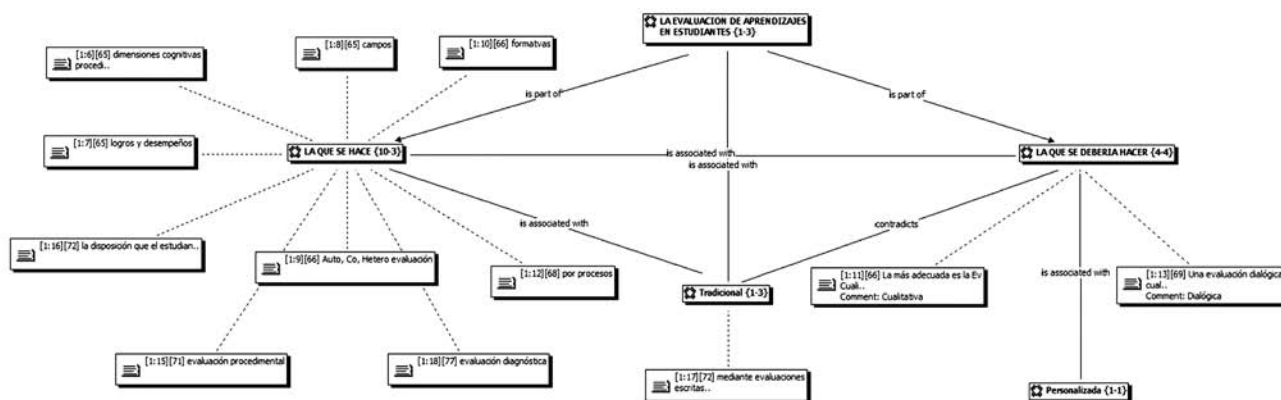 LA EVALUACION DE APRENDIZAJES
EN ESTUDIANTES {1-3}
[1:8][65] campos
[1:10][66] formatvas
[1:6][65] dimensiones cognitivas
procedi..
is part of
is part of
[1:7][65] logros y desempeños
LA QUE SE HACE {10-3}
is associated with
is associated with
LA QUE SE DEBERIA HACER {4-4}
is associated with
contradicts
[1:16][72] la disposición que el estudian..
[1:9][66] Auto, Co, Hetero evaluación
[1:12][68] por procesos
is associated with
[1:11][66] La más adecuada es la Ev
Cuali..
Comment: Cualitativa
[1:13][69] Una evaluación dialógica
cual..
Comment: Dialógica
Tradicional {1-3}
[1:15][71] evaluación procedimental
[1:18][77] evaluación diagnóstica
[1:17][72] mediante evaluaciones
escritas..
Personalizada {1-1}